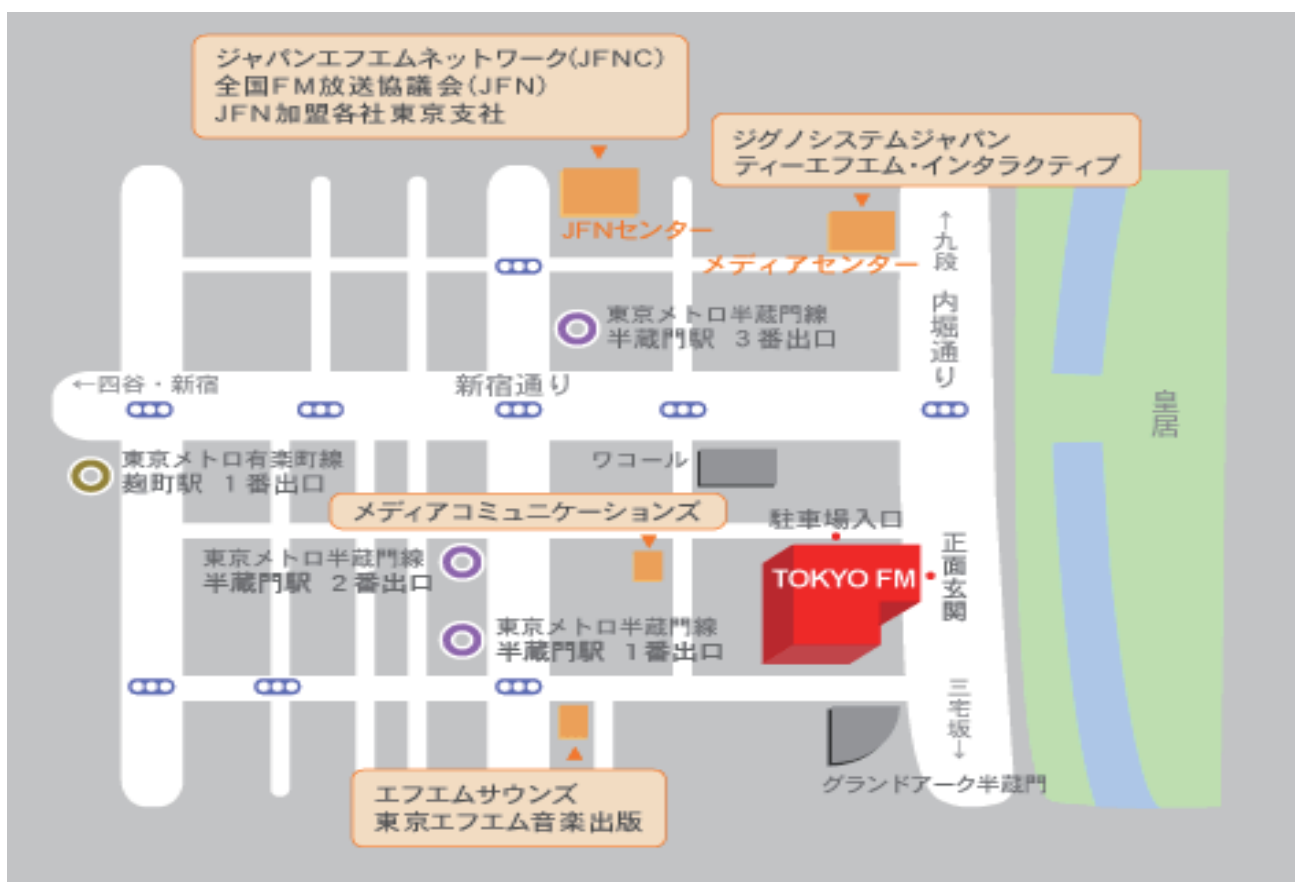 ジャパンエフエムネットワーク(JFNC)
全国FM放送協議会(JFN)
JFN加盟各社東京支社
ジグノシステムジャパン
ティーエフエム・インタラクティブ
JFNセンター
メディアセンター
↑九段
内堀通り
東京メトロ半蔵門線
半蔵門駅 3番出口
←四谷・新宿
新宿通り
皇居
東京メトロ有楽町線
麹町駅 1番出口
ワコール
メディアコミュニケーションズ
駐車場入口
東京メトロ半蔵門線
半蔵門駅 2番出口
TOKYO FM
正面玄関
東京メトロ半蔵門線
半蔵門駅 1番出口
三宅坂→
グランドアーク半蔵門
エフエムサウンズ
東京エフエム音楽出版